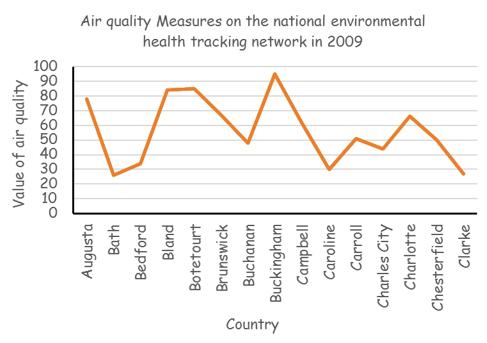 Air quality Measures on the national environmental
health tracking network in 2009
Value of air quality
100
90
80
70
60
50
40
30
20
10
0
Augusta
Bath
Bedford
Bland
Botetourt
Brunswick
Buchanan
Buckingham
Campbell
Caroline
Carroll
Charles City
Charlotte
Chesterfield
Clarke
Country